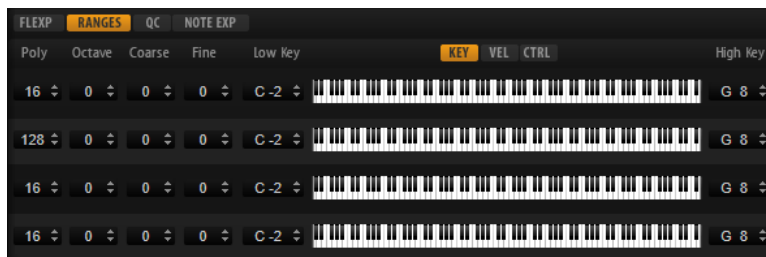 FLEXP RANGES QC NOTE EXP
Poly Octave Coarse Fine Low Key KEY VEL CTRL High Key
16 0 0 0 C -2 G 8
128 0 0 0 C -2 G 8
16 0 0 0 C -2 G 8
16 0 0 0 C -2 G 8